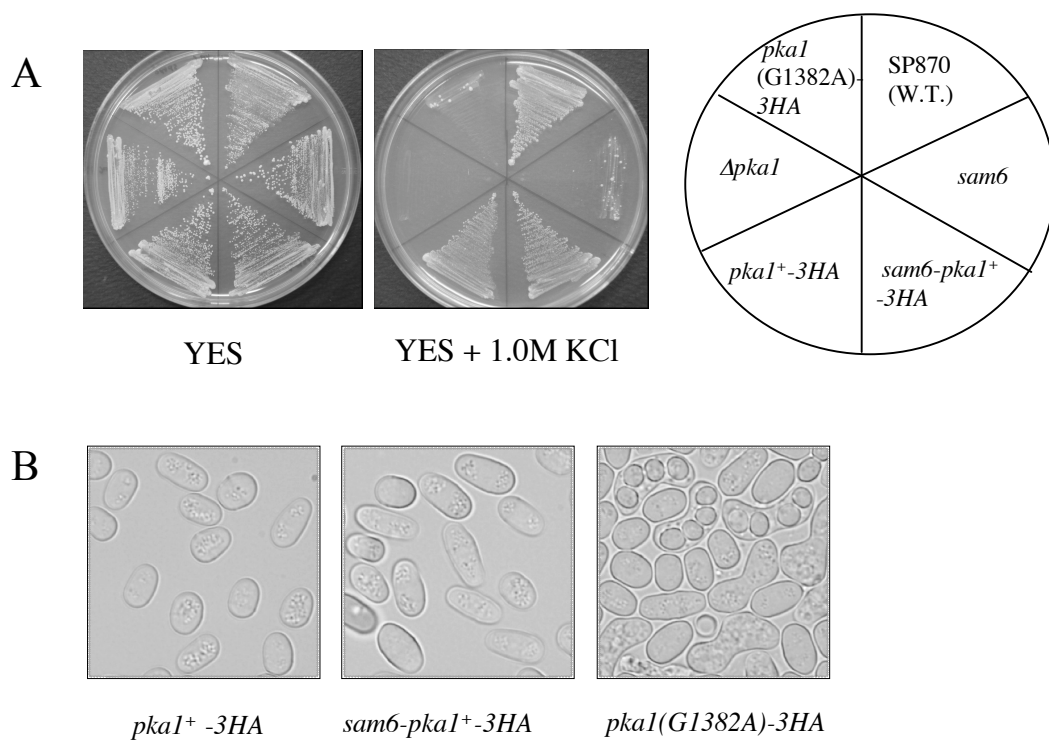 A
YES
YES + 1.0M KCl
pka1
(G1382A)-
3HA
SP870
(W.T.)
Δpka1
sam6
pka1⁺-3HA
sam6-pka1⁺
-3HA
B
pka1⁺ -3HA
sam6-pka1⁺-3HA
pka1(G1382A)-3HA